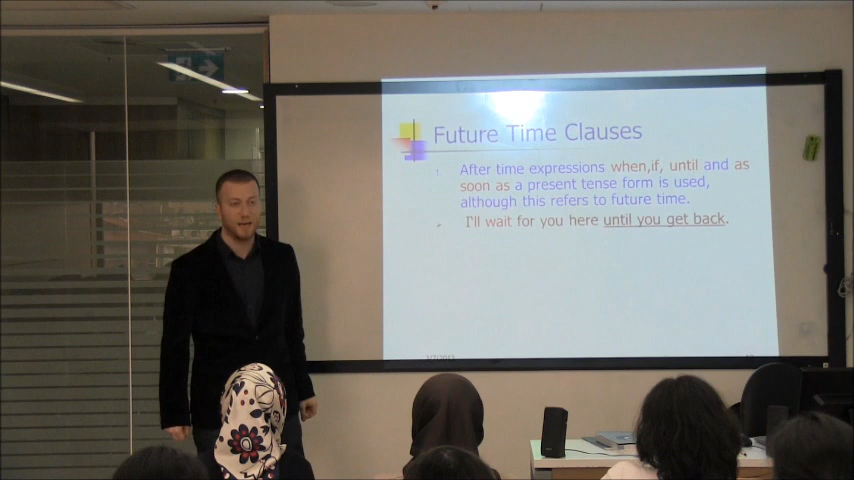 Future Time Clauses
After time expressions when,if, until and as
soon as a present tense form is used,
although this refers to future time.
I'll wait for you here until you get back.